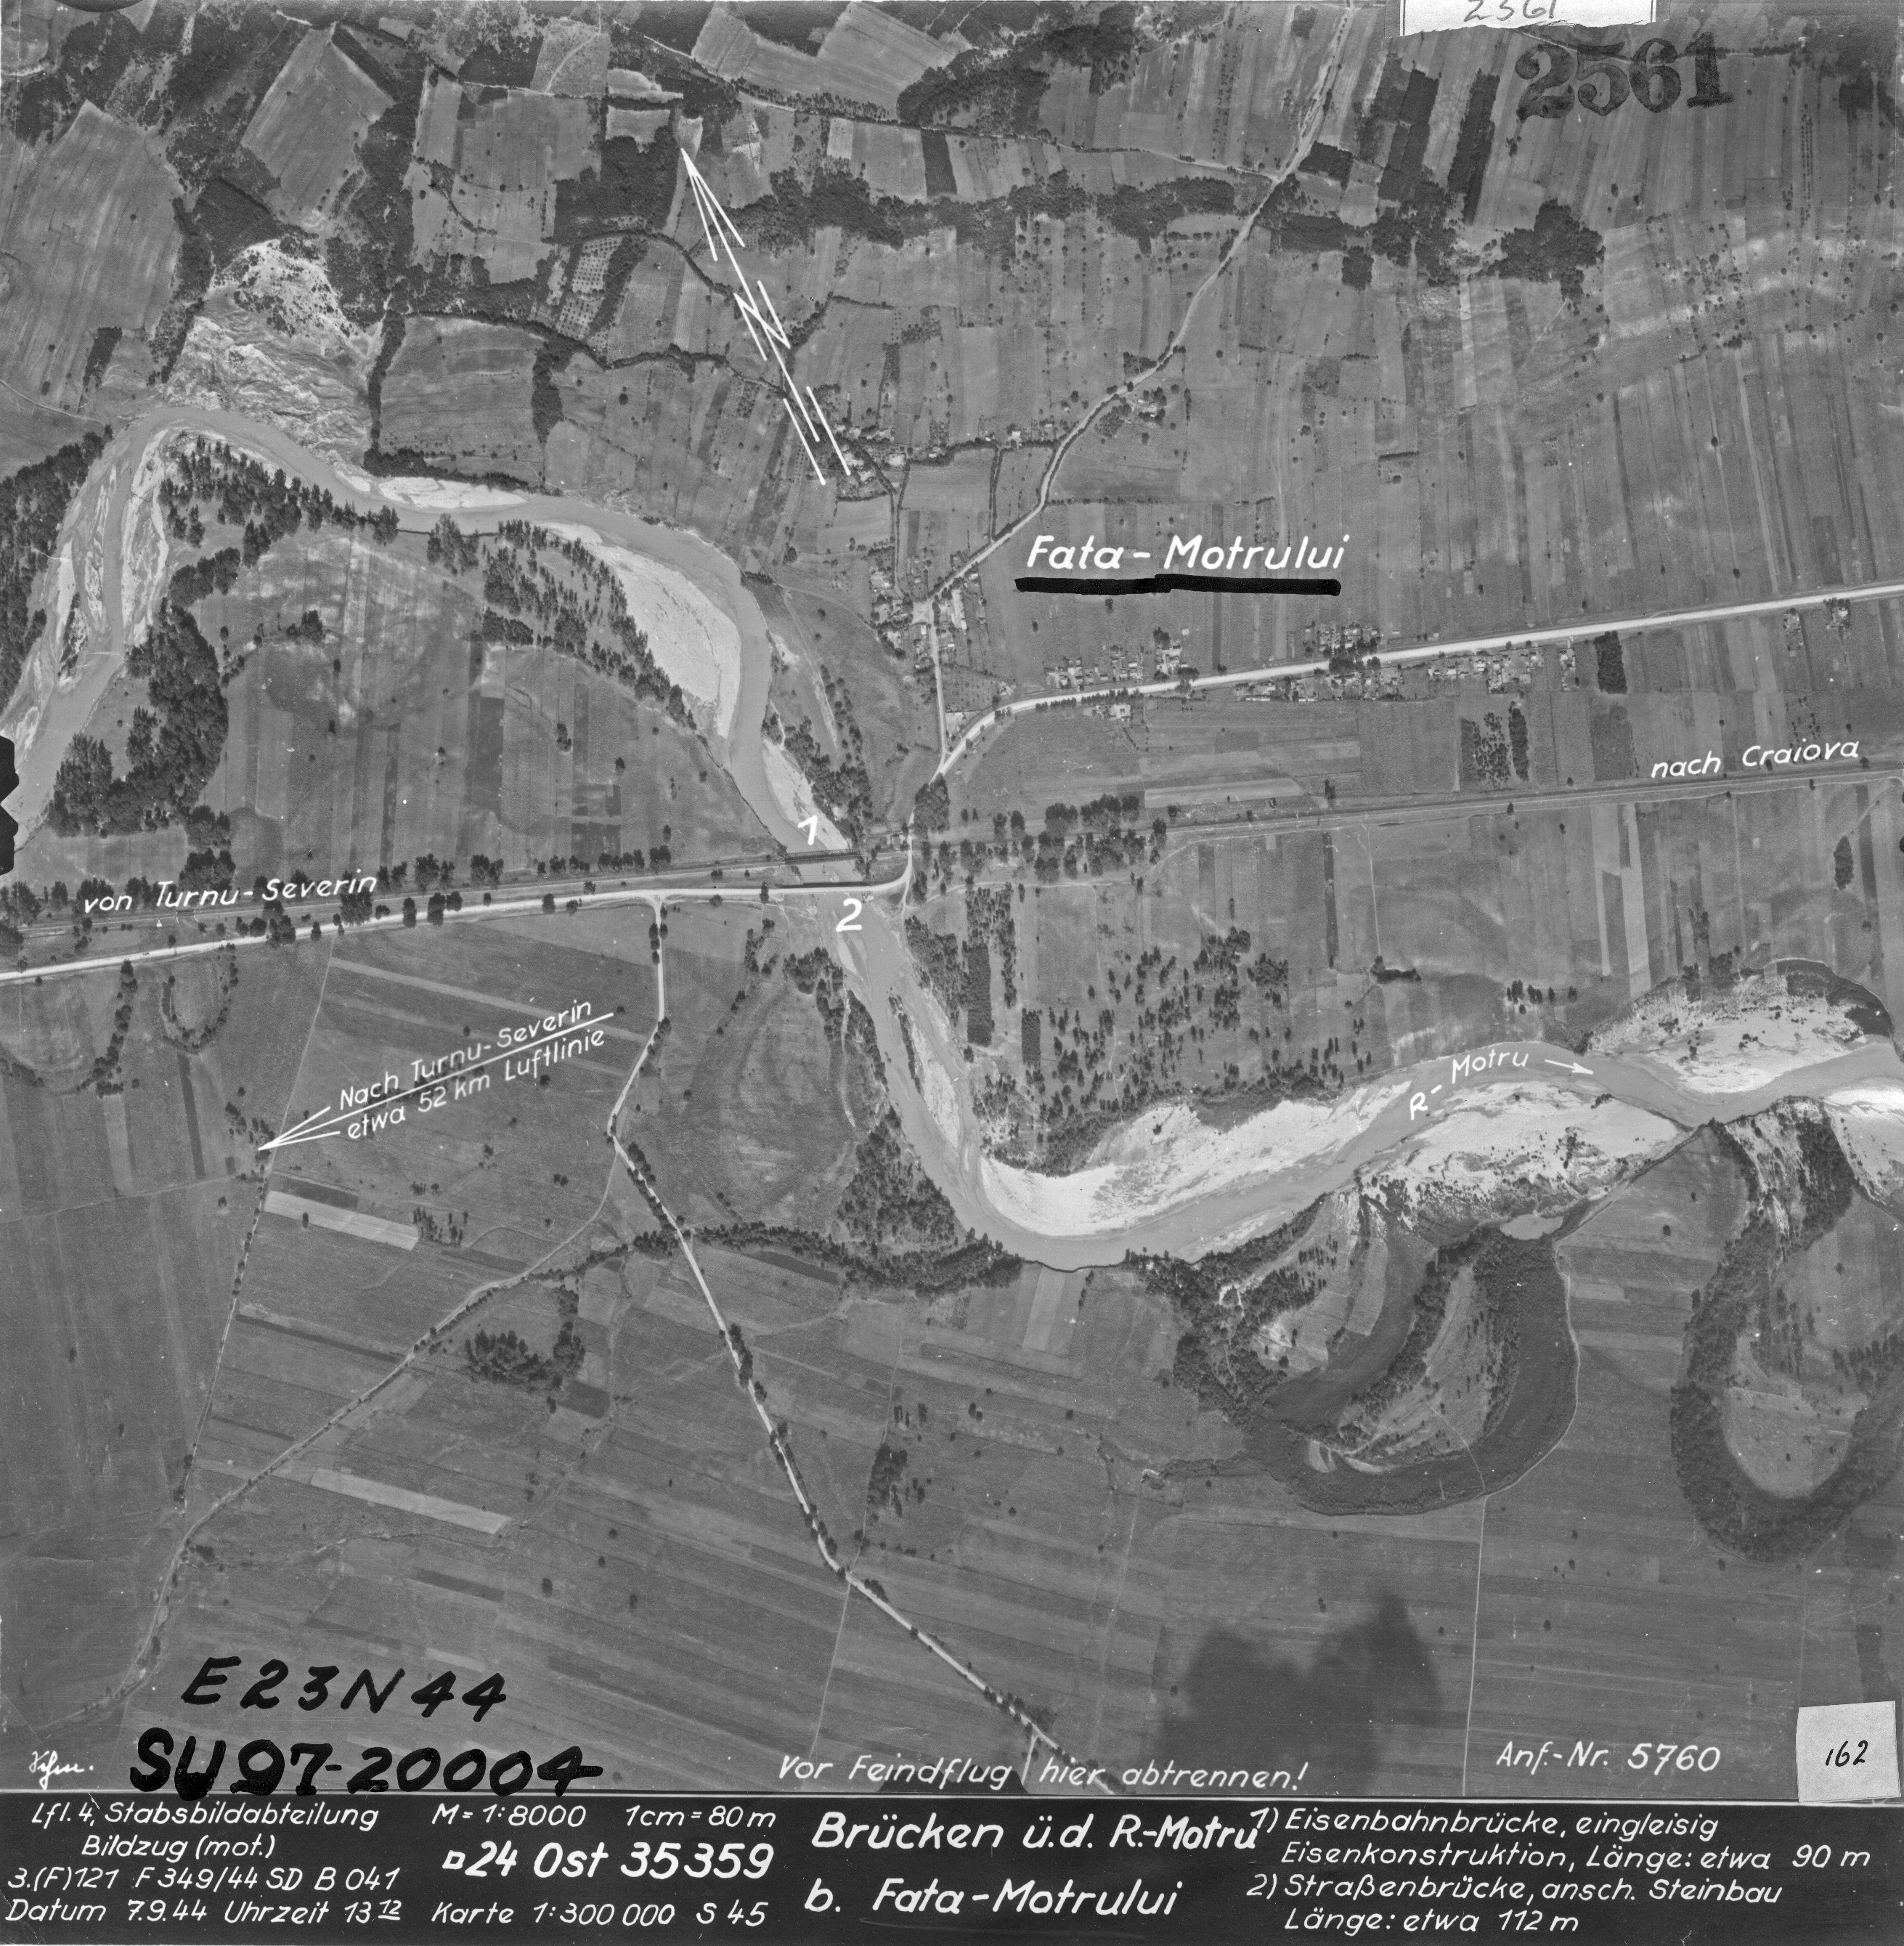 2561
2561
N
Fata-Motrului
nach Craiova
1
von Turnu-Severin
2
Nach Turnu-Severin
etwa 52 km Luftlinie
R-Motru
E23N44
SU97-20004
Vor Feindflug hier abtrennen!
Anf.-Nr. 5760
162
Lfl. 4, Stabsbildabteilung
Bildzug (mot.)
3.(F)121 F 349/44 SD B 041
Datum 7.9.44 Uhrzeit 13 12
M = 1:8000 1cm = 80 m
24 Ost 35359
Karte 1:300 000 S 45
Brücken ü.d. R.-Motru
b. Fata-Motrului
1) Eisenbahnbrücke, eingleisig
Eisenkonstruktion, Länge: etwa 90 m
2) Straßenbrücke, ansch. Steinbau
Länge: etwa 112 m